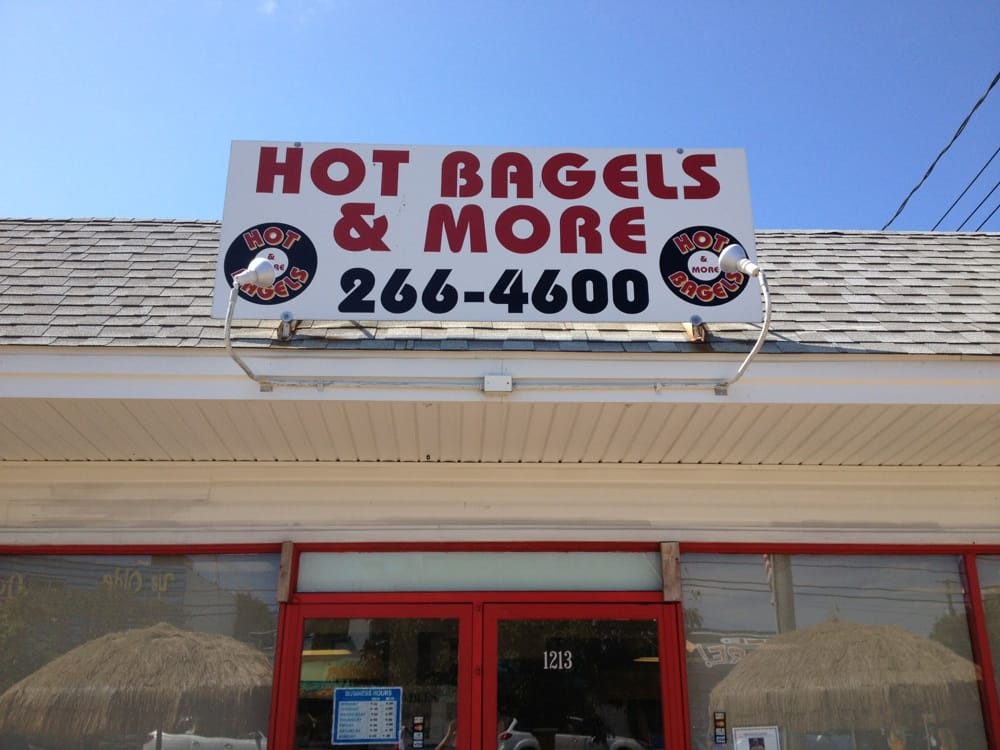 HOT BAGELS
& MORE
266-4600
HOT
& MORE
BAGELS
HOT
&
MORE
BAGELS
1213
BUSINESS HOURS